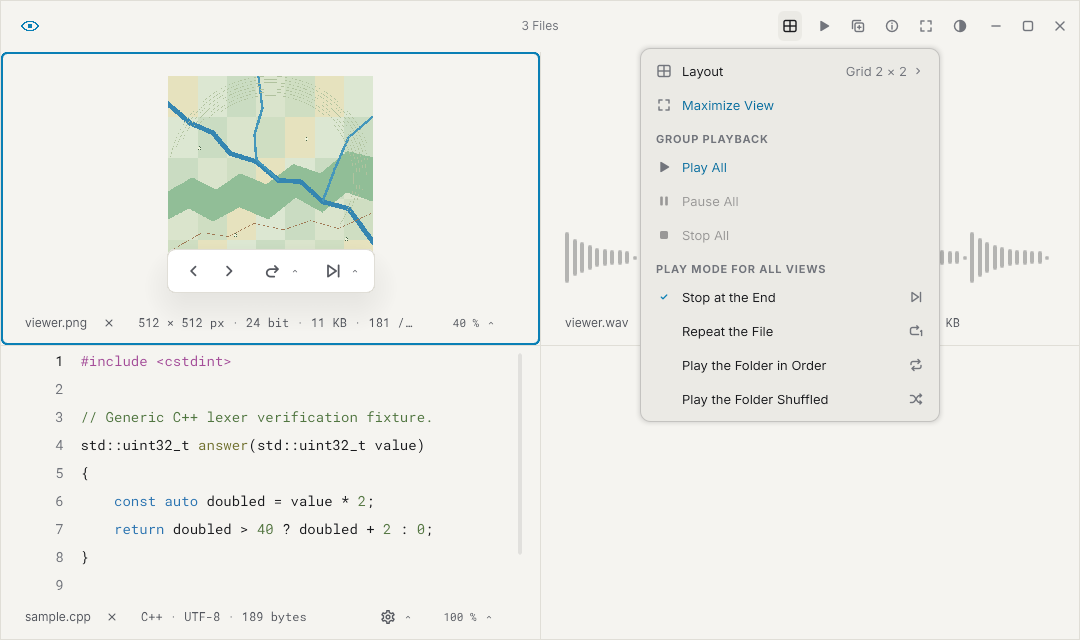 3 Files
Layout Grid 2 × 2
Maximize View
GROUP PLAYBACK
Play All
Pause All
Stop All
PLAY MODE FOR ALL VIEWS
Stop at the End
Repeat the File
Play the Folder in Order
Play the Folder Shuffled
viewer.png 512 × 512 px · 24 bit · 11 KB · 181 /… 40 %
viewer.wav KB
1 #include <cstdint>
2
3 // Generic C++ lexer verification fixture.
4 std::uint32_t answer(std::uint32_t value)
5 {
6 const auto doubled = value * 2;
7 return doubled > 40 ? doubled + 2 : 0;
8 }
9
sample.cpp C++ · UTF-8 · 189 bytes 100 %